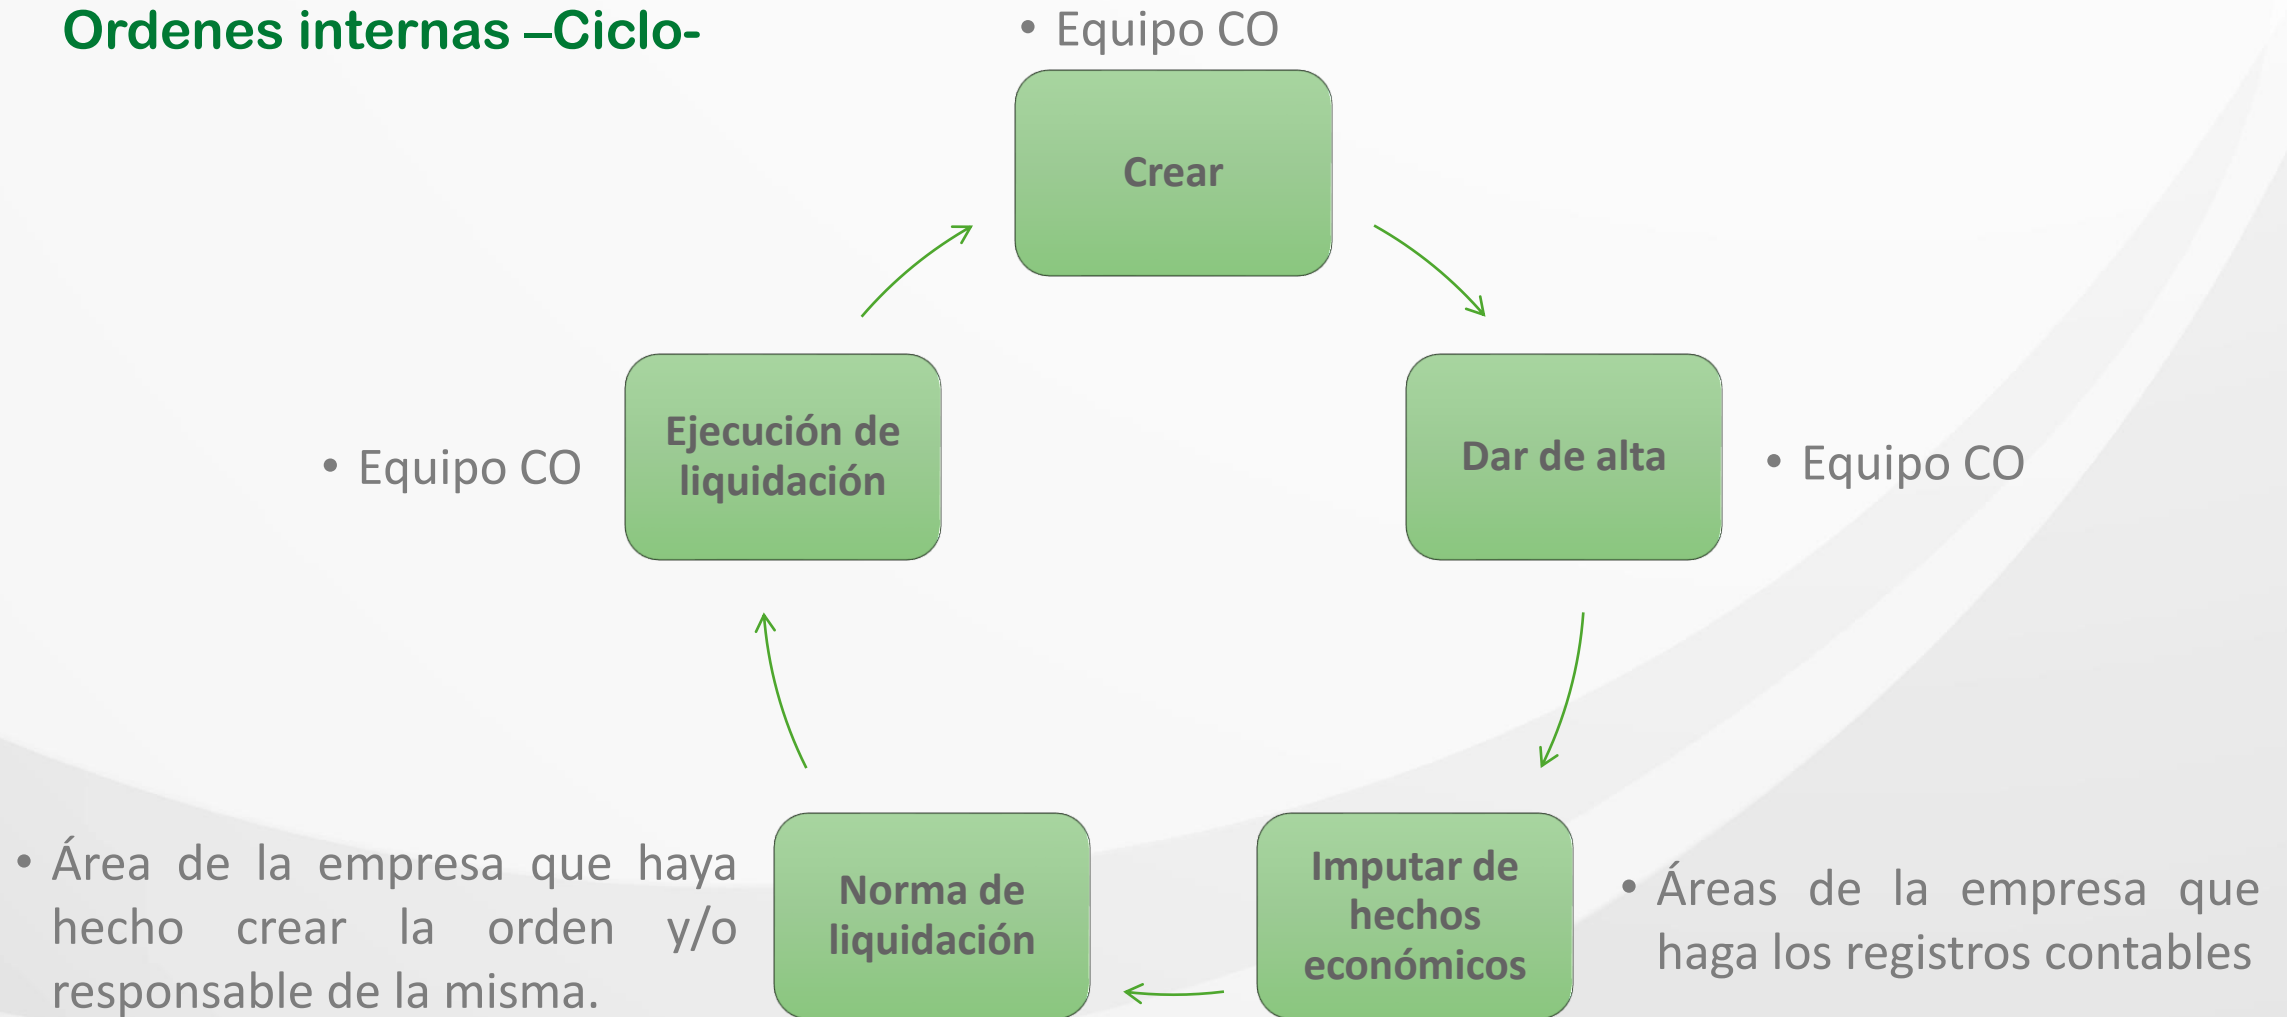 Ordenes internas –Ciclo-
• Equipo CO
Crear
Dar de alta
• Equipo CO
Imputar de
hechos
económicos
• Áreas de la empresa que
haga los registros contables
Norma de
liquidación
• Área de la empresa que haya
hecho crear la orden y/o
responsable de la misma.
Ejecución de
liquidación
• Equipo CO